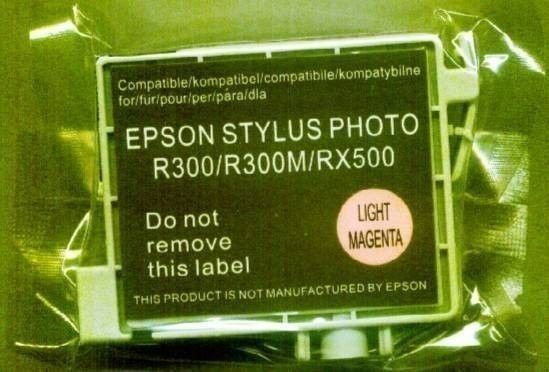 Compatible/kompatibel/compatibile/kompatybilne
for/fur/pour/per/para/dla
EPSON STYLUS PHOTO
R300/R300M/RX500
Do not
remove
this label
LIGHT
MAGENTA
THIS PRODUCT IS NOT MANUFACTURED BY EPSON